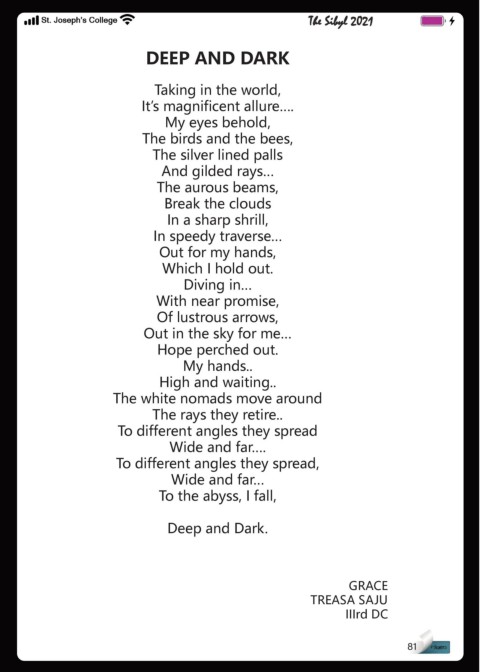 St. Joseph's College
The Sibyl 2021
DEEP AND DARK
Taking in the world,
It's magnificent allure....
My eyes behold,
The birds and the bees,
The silver lined palls
And gilded rays...
The aurous beams,
Break the clouds
In a sharp shrill,
In speedy traverse...
Out for my hands,
Which I hold out.
Diving in...
With near promise,
Of lustrous arrows,
Out in the sky for me...
Hope perched out.
My hands..
High and waiting..
The white nomads move around
The rays they retire..
To different angles they spread
Wide and far....
To different angles they spread,
Wide and far...
To the abyss, I fall,
Deep and Dark.
GRACE
TREASA SAJU
IIIrd DC
81